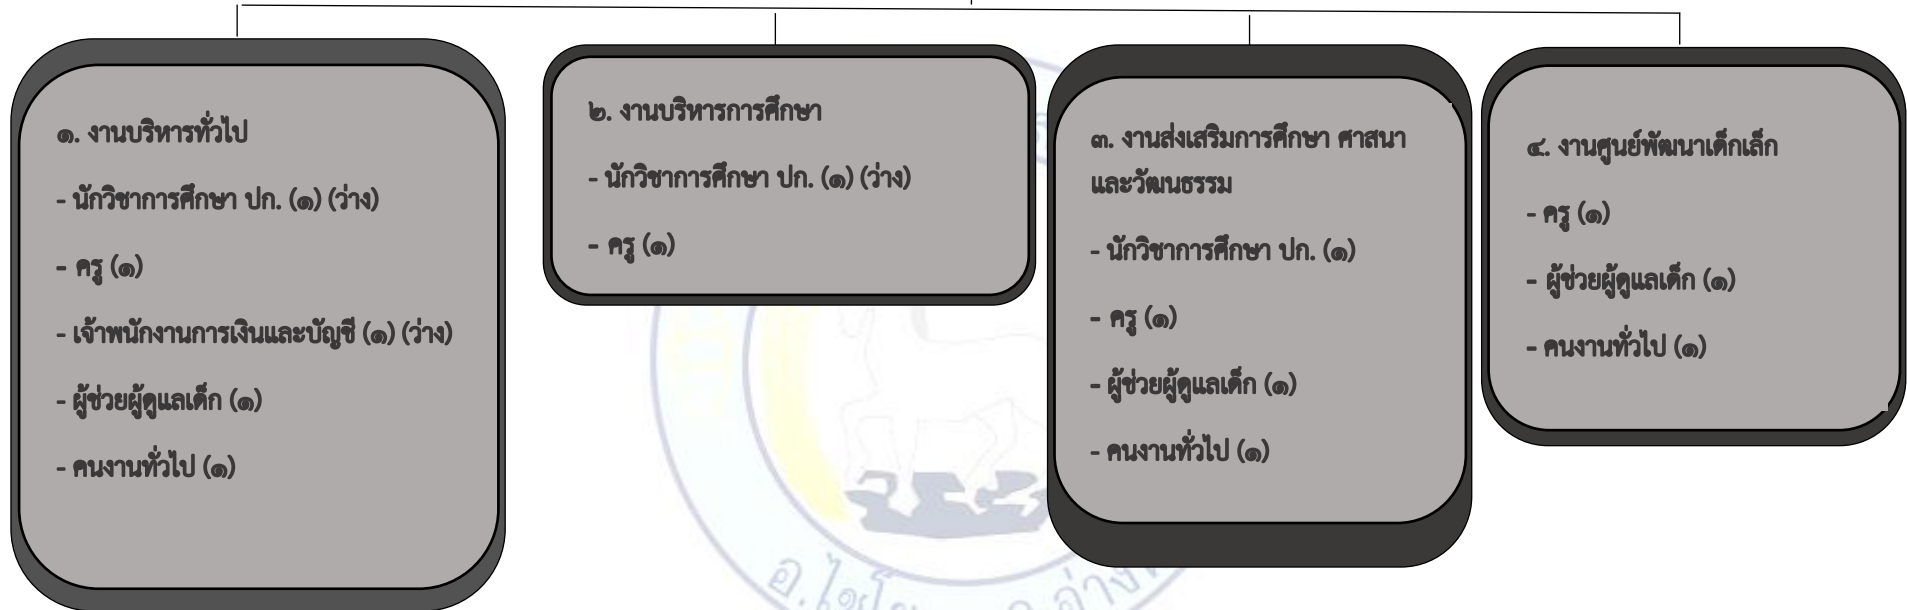 ๑. งานบริหารทั่วไป
- นักวิชาการศึกษา ปก. (๑) (ว่าง)
- ครู (๑)
- เจ้าพนักงานการเงินและบัญชี (๑) (ว่าง)
- ผู้ช่วยผู้ดูแลเด็ก (๑)
- คนงานทั่วไป (๑)
๒. งานบริหารการศึกษา
- นักวิชาการศึกษา ปก. (๑) (ว่าง)
- ครู (๑)
๓. งานส่งเสริมการศึกษา ศาสนา
และวัฒนธรรม
- นักวิชาการศึกษา ปก. (๑)
- ครู (๑)
- ผู้ช่วยผู้ดูแลเด็ก (๑)
- คนงานทั่วไป (๑)
๔. งานศูนย์พัฒนาเด็กเล็ก
- ครู (๑)
- ผู้ช่วยผู้ดูแลเด็ก (๑)
- คนงานทั่วไป (๑)